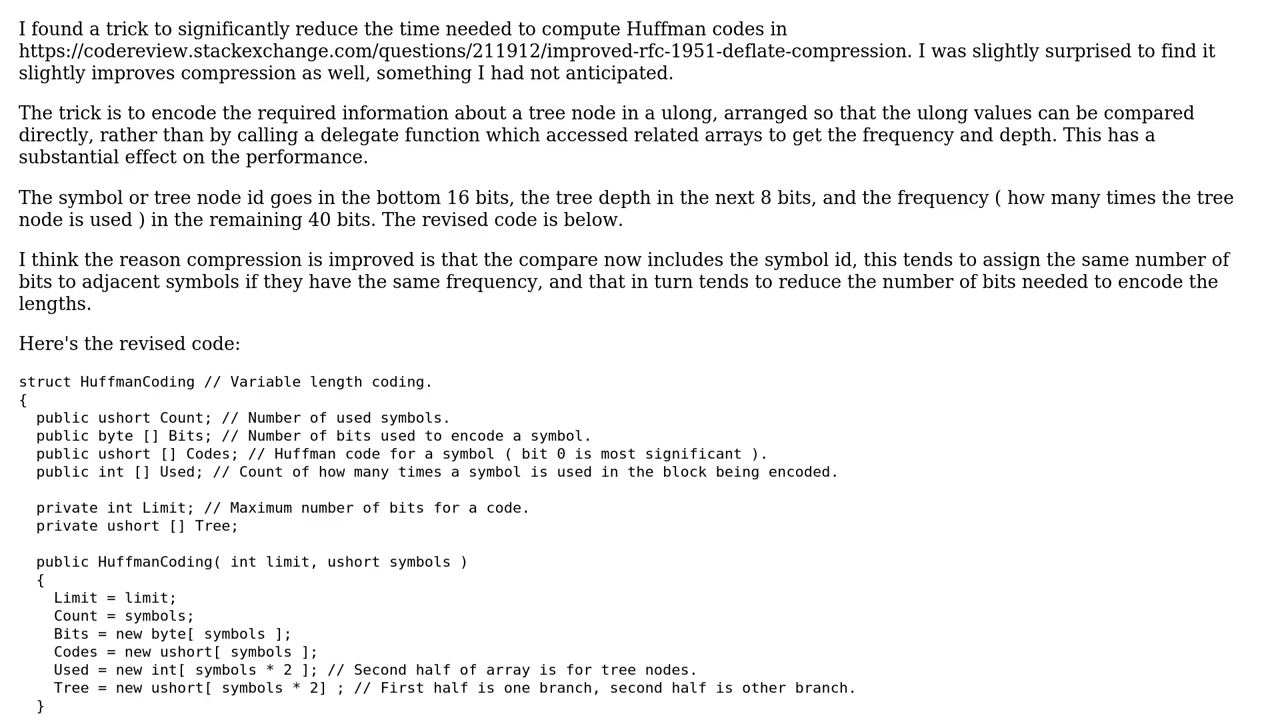 I found a trick to significantly reduce the time needed to compute Huffman codes in
https://codereview.stackexchange.com/questions/211912/improved-rfc-1951-deflate-compression. I was slightly surprised to find it
slightly improves compression as well, something I had not anticipated.
The trick is to encode the required information about a tree node in a ulong, arranged so that the ulong values can be compared
directly, rather than by calling a delegate function which accessed related arrays to get the frequency and depth. This has a
substantial effect on the performance.
The symbol or tree node id goes in the bottom 16 bits, the tree depth in the next 8 bits, and the frequency ( how many times the tree
node is used ) in the remaining 40 bits. The revised code is below.
I think the reason compression is improved is that the compare now includes the symbol id, this tends to assign the same number of
bits to adjacent symbols if they have the same frequency, and that in turn tends to reduce the number of bits needed to encode the
lengths.
Here's the revised code:
struct HuffmanCoding // Variable length coding.
{
  public ushort Count; // Number of used symbols.
  public byte [] Bits; // Number of bits used to encode a symbol.
  public ushort [] Codes; // Huffman code for a symbol ( bit 0 is most significant ).
  public int [] Used; // Count of how many times a symbol is used in the block being encoded.
  private int Limit; // Maximum number of bits for a code.
  private ushort [] Tree;
  public HuffmanCoding( int limit, ushort symbols )
  {
    Limit = limit;
    Count = symbols;
    Bits = new byte[ symbols ];
    Codes = new ushort[ symbols ];
    Used = new int[ symbols * 2 ]; // Second half of array is for tree nodes.
    Tree = new ushort[ symbols * 2] ; // First half is one branch, second half is other branch.
  }